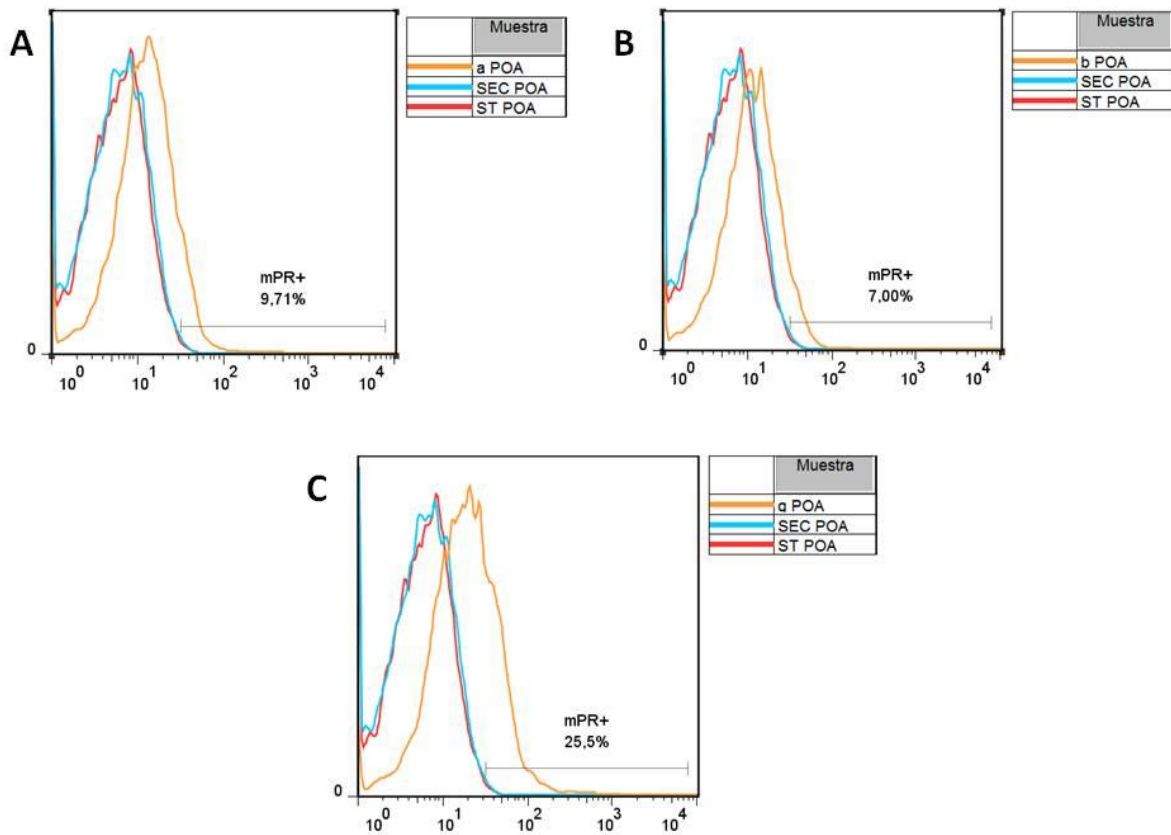 A
Muestra
a POA
SEC POA
ST POA
mPR+
9,71%
0
10^0 10^1 10^2 10^3 10^4
B
Muestra
b POA
SEC POA
ST POA
mPR+
7,00%
0
10^0 10^1 10^2 10^3 10^4
C
Muestra
g POA
SEC POA
ST POA
mPR+
25,5%
0
10^0 10^1 10^2 10^3 10^4